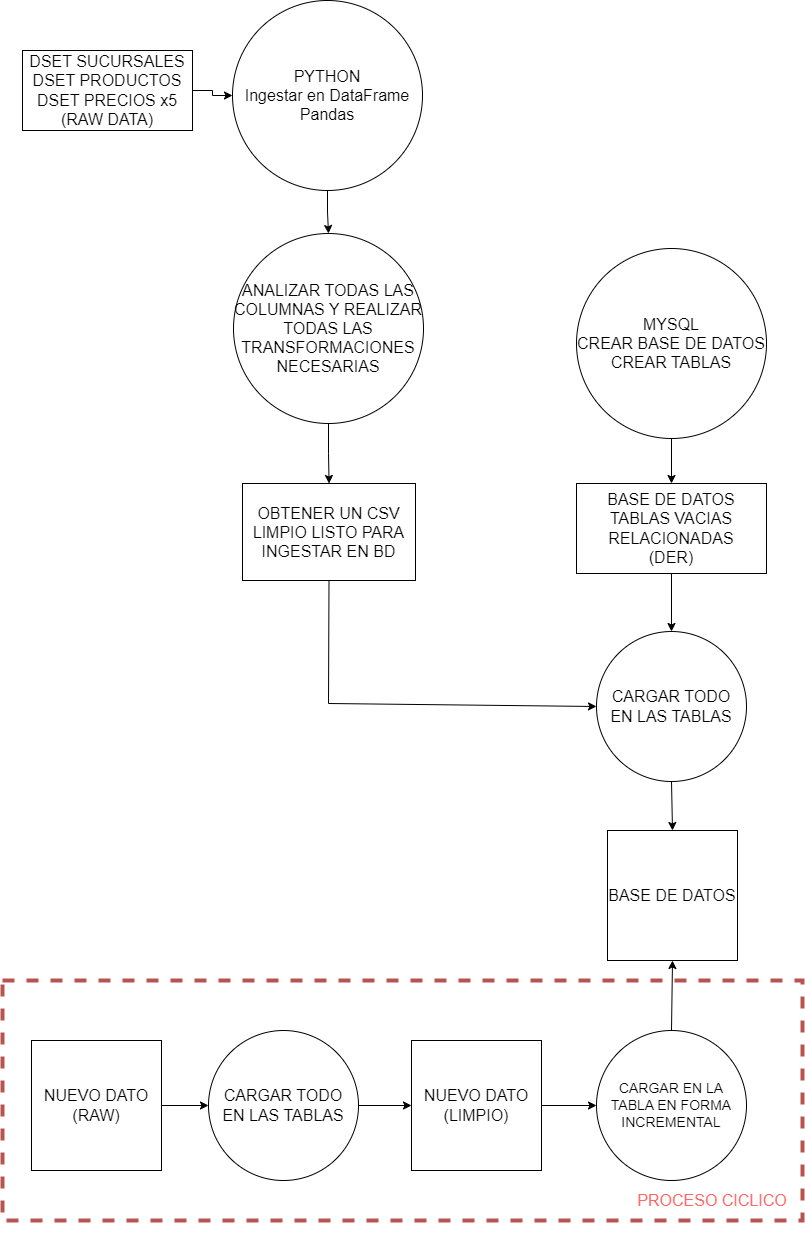 DSET SUCURSALES
DSET PRODUCTOS
DSET PRECIOS x5
(RAW DATA)
PYTHON
Ingestar en DataFrame
Pandas
ANALIZAR TODAS LAS
COLUMNAS Y REALIZAR
TODAS LAS
TRANSFORMACIONES
NECESARIAS
MYSQL
CREAR BASE DE DATOS
CREAR TABLAS
OBTENER UN CSV
LIMPIO LISTO PARA
INGESTAR EN BD
BASE DE DATOS
TABLAS VACIAS
RELACIONADAS
(DER)
CARGAR TODO
EN LAS TABLAS
BASE DE DATOS
NUEVO DATO
(RAW)
CARGAR TODO
EN LAS TABLAS
NUEVO DATO
(LIMPIO)
CARGAR EN LA
TABLA EN FORMA
INCREMENTAL
PROCESO CICLICO